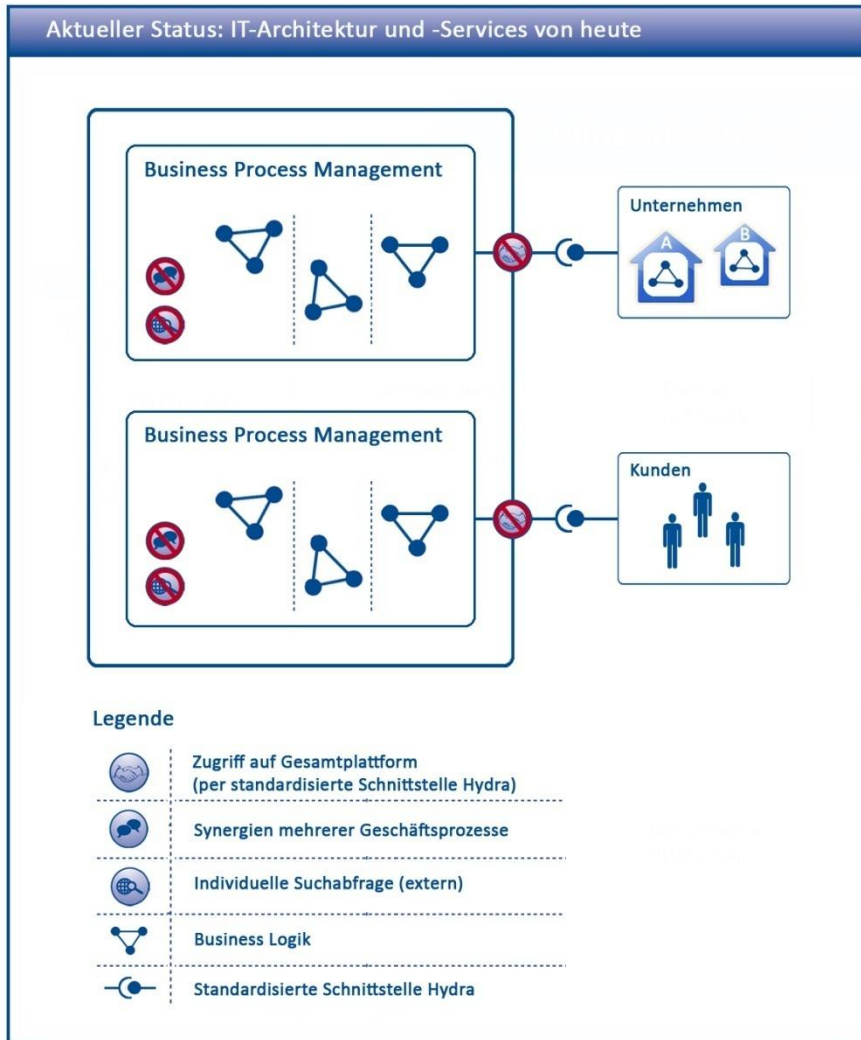 Aktueller Status: IT-Architektur und -Services von heute
Business Process Management
Unternehmen
A
B
Business Process Management
Kunden
Legende
Zugriff auf Gesamtplattform
(per standardisierte Schnittstelle Hydra)
Synergien mehrerer Geschäftsprozesse
Individuelle Suchabfrage (extern)
Business Logik
Standardisierte Schnittstelle Hydra